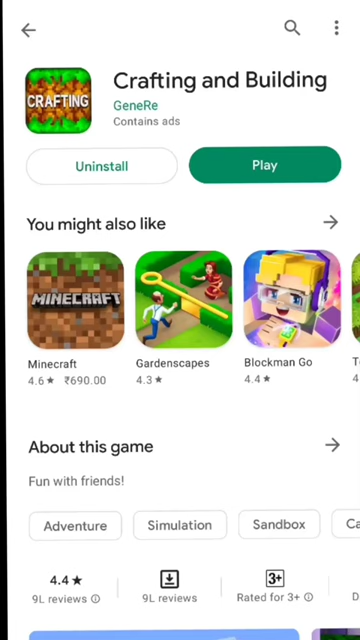 CRAFTING
Crafting and Building
GeneRe
Contains ads
Uninstall
Play
You might also like
MINECRAFT
Minecraft
4.6★ ₹690.00
Gardenscapes
4.3★
Blockman Go
4.4★
4
About this game
Fun with friends!
Adventure
Simulation
Sandbox
Ca
4.4★
9L reviews
9L reviews
3+
Rated for 3+
D